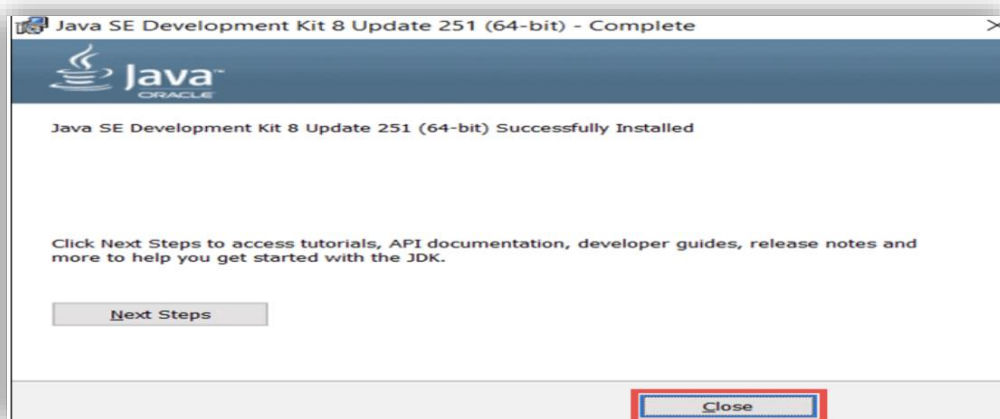 Java SE Development Kit 8 Update 251 (64-bit) - Complete
Java™
ORACLE
Java SE Development Kit 8 Update 251 (64-bit) Successfully Installed
Click Next Steps to access tutorials, API documentation, developer guides, release notes and
more to help you get started with the JDK.
Next Steps
Close